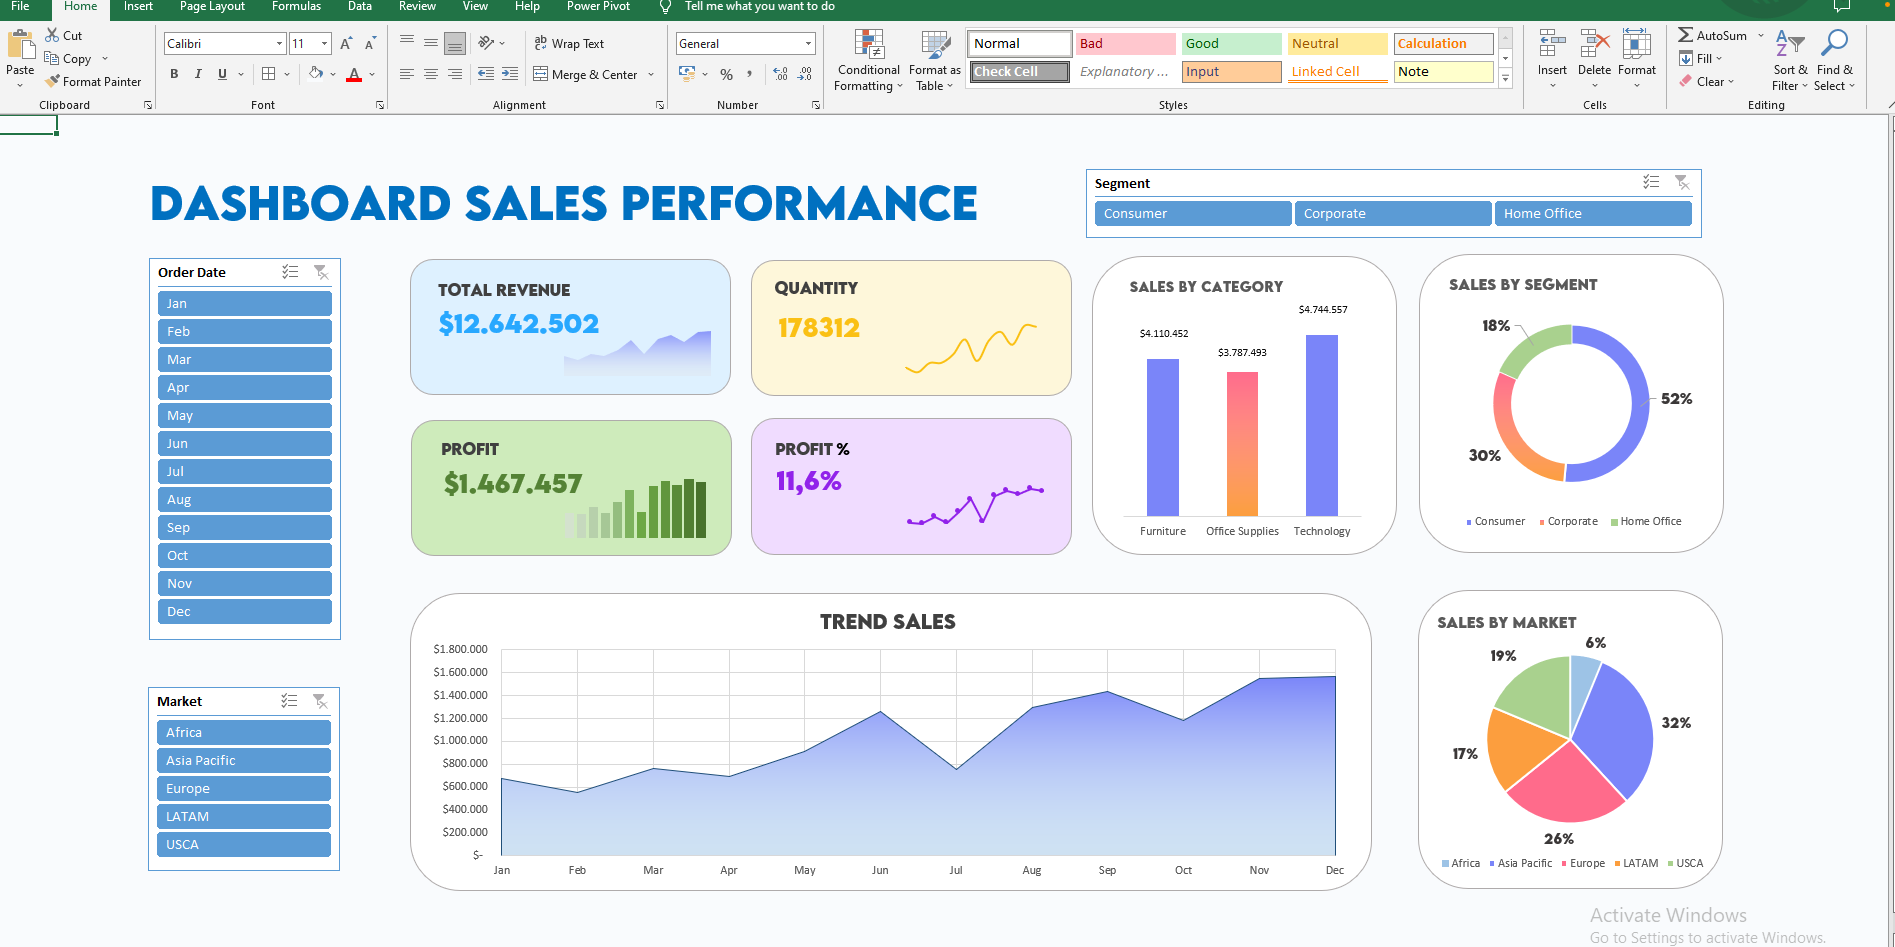 File Home Insert Page Layout Formulas Data Review View Help Power Pivot Tell me what you want to do
Paste
Cut
Copy
Format Painter
Clipboard
Calibri 11 A A
B I U A
Font
Wrap Text
Merge & Center
Alignment
General
% ,
Number
Conditional Formatting
Format as Table
Normal Bad Good Neutral Calculation
Check Cell Explanatory ... Input Linked Cell Note
Styles
Insert Delete Format
Cells
AutoSum
Fill
Clear
Sort & Filter
Find & Select
Editing
DASHBOARD SALES PERFORMANCE
Segment
Consumer Corporate Home Office
Order Date
Jan
Feb
Mar
Apr
May
Jun
Jul
Aug
Sep
Oct
Nov
Dec
Market
Africa
Asia Pacific
Europe
LATAM
USCA
TOTAL REVENUE
$12.642.502
QUANTITY
178312
PROFIT
$1.467.457
PROFIT %
11,6%
SALES BY CATEGORY
$4.110.452
$3.787.493
$4.744.557
Furniture Office Supplies Technology
SALES BY SEGMENT
18%
52%
30%
Consumer Corporate Home Office
TREND SALES
$1.800.000
$1.600.000
$1.400.000
$1.200.000
$1.000.000
$800.000
$600.000
$400.000
$200.000
$-
Jan Feb Mar Apr May Jun Jul Aug Sep Oct Nov Dec
SALES BY MARKET
6%
19%
32%
17%
26%
Africa Asia Pacific Europe LATAM USCA
Activate Windows
Go to Settings to activate Windows.